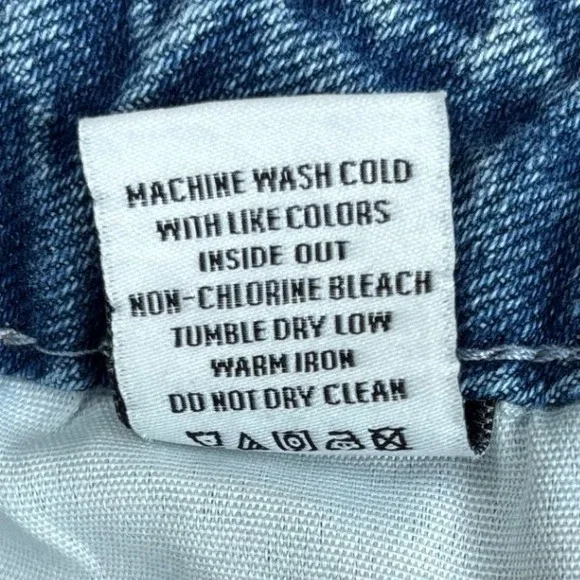 MACHINE WASH COLD
WITH LIKE COLORS
INSIDE OUT
NON-CHLORINE BLEACH
TUMBLE DRY LOW
WARM IRON
DO NOT DRY CLEAN